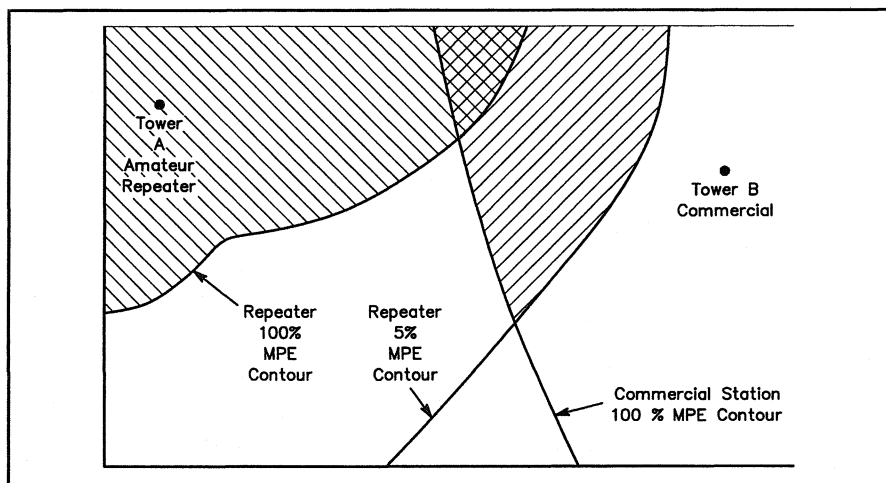 Tower
A
Amateur
Repeater
Tower B
Commercial
Repeater
100%
MPE
Contour
Repeater
5%
MPE
Contour
Commercial Station
100 % MPE Contour